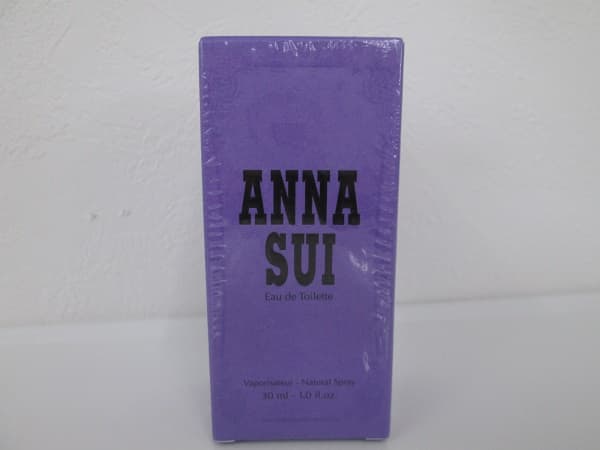 ANNA
SUI
Eau de Toilette
Vaporisateur - Natural Spray
30 ml - 1.0 fl.oz.